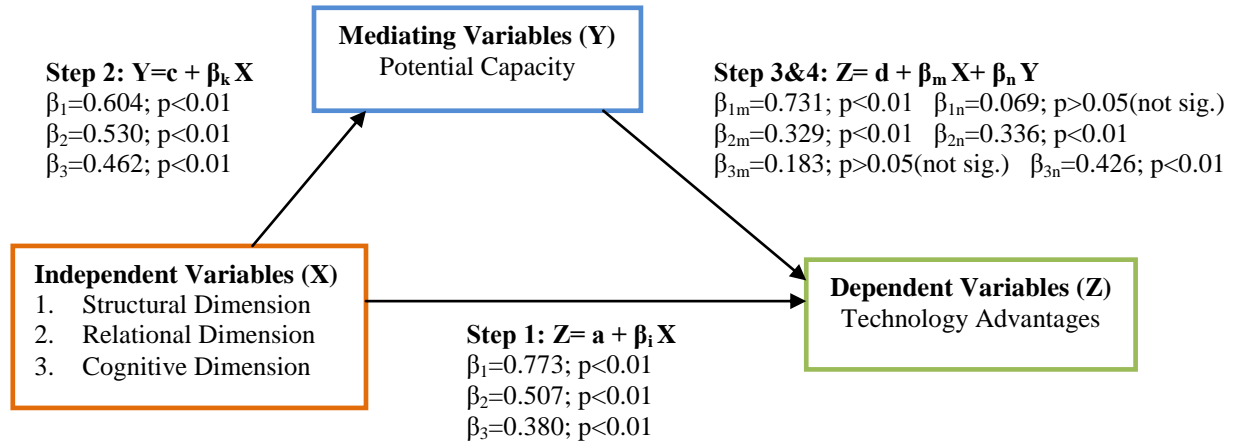 Mediating Variables (Y)
Potential Capacity
Step 2: Y=c + βk X
β1=0.604; p<0.01
β2=0.530; p<0.01
β3=0.462; p<0.01
Step 3&4: Z= d + βm X+ βn Y
β1m=0.731; p<0.01 β1n=0.069; p>0.05(not sig.)
β2m=0.329; p<0.01 β2n=0.336; p<0.01
β3m=0.183; p>0.05(not sig.) β3n=0.426; p<0.01
Independent Variables (X)
1. Structural Dimension
2. Relational Dimension
3. Cognitive Dimension
Dependent Variables (Z)
Technology Advantages
Step 1: Z= a + βi X
β1=0.773; p<0.01
β2=0.507; p<0.01
β3=0.380; p<0.01